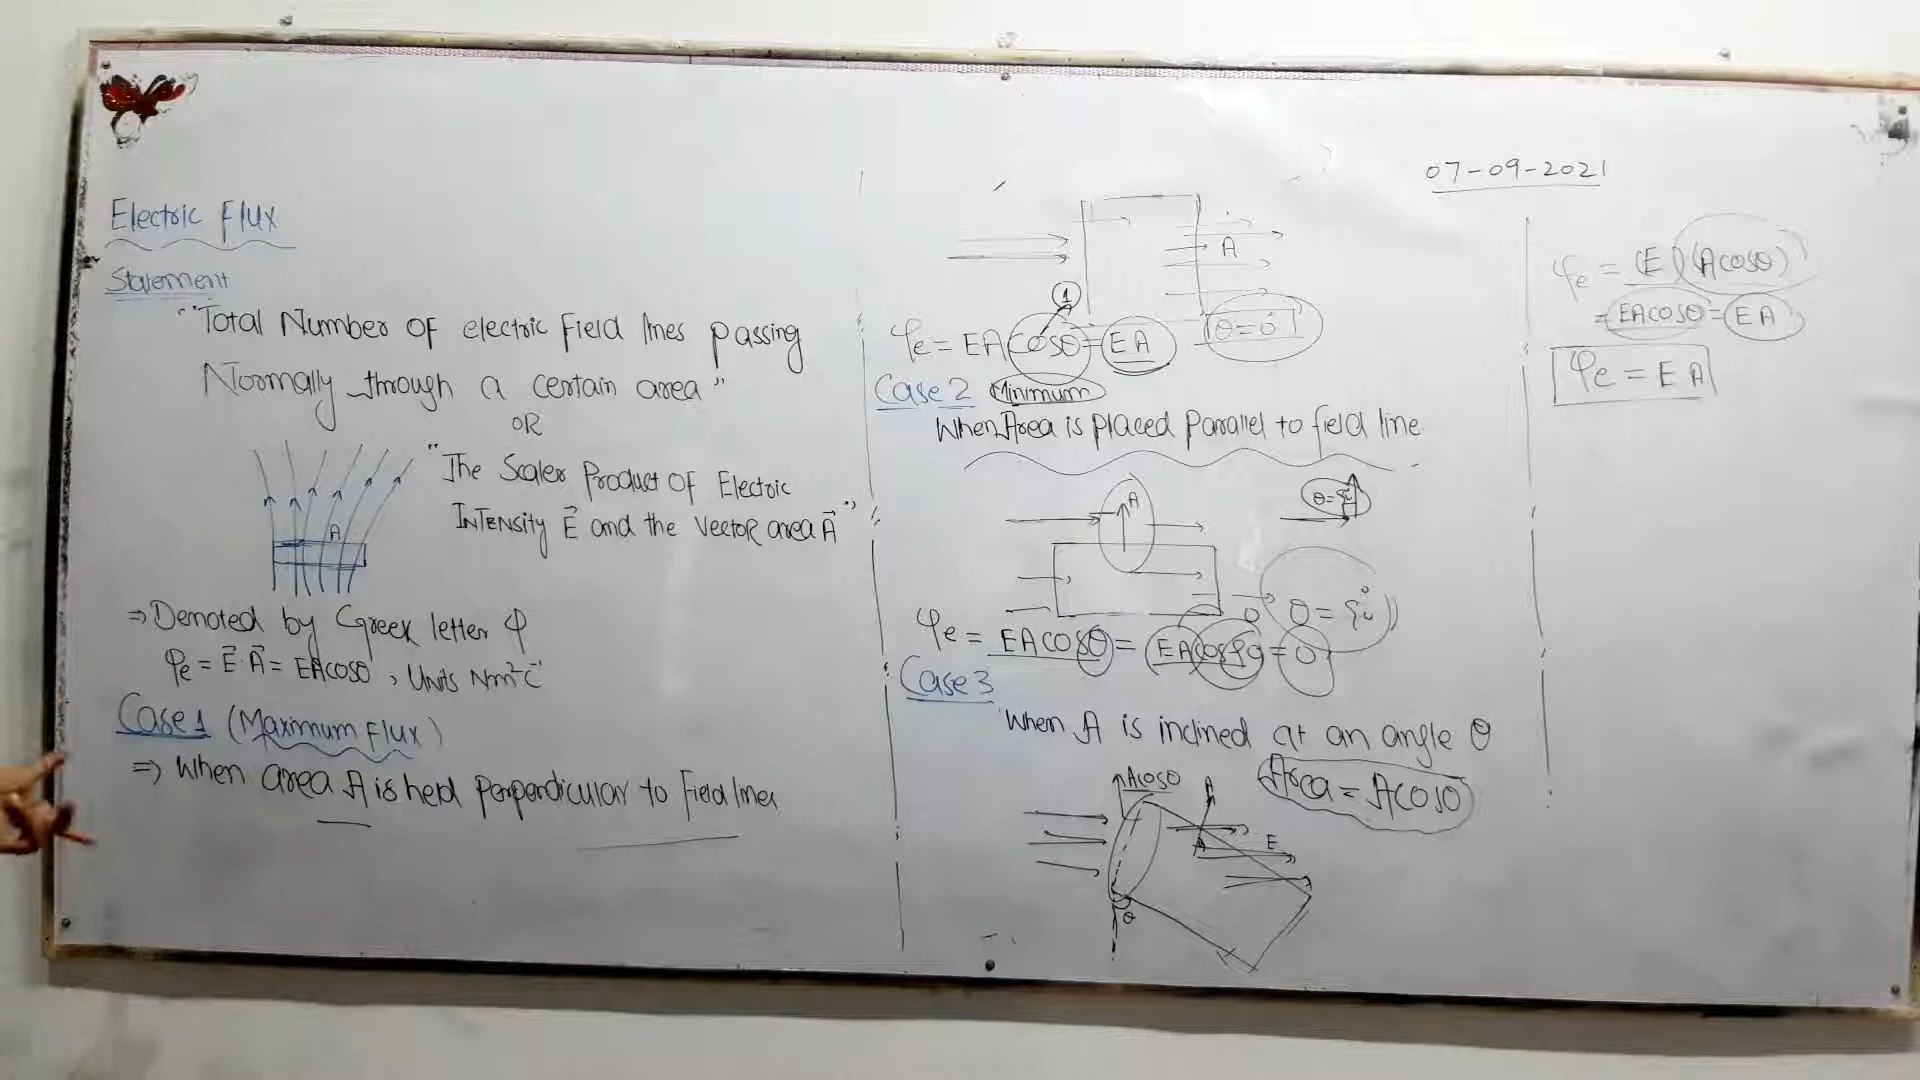 07-09-2021
Electric Flux
Statement
"Total Number of electric Field lines passing
Normally through a certain area"
OR
"The Scaler Product of Electric
Intensity E⃗ and the Vector area A⃗"
A
⇒ Denoted by Greek letter φ
φe = E⃗·A⃗ = EAcosθ, Units Nm²C⁻¹
Case 1 (Maximum Flux)
⇒ When area A is held perpendicular to Field lines
A
1
φe = EAcosθ = EA
θ=0°
Case 2 Minimum
When Area is placed Parallel to field line
A
θ=90°
θ = 90°
φe = EAcosθ = EAcos90 = 0
Case 3
When A is inclined at an angle θ
Area = Acosθ
Acosθ
A
E
θ
φe = (E)(Acosθ)
= EAcosθ = EA
φe = EA